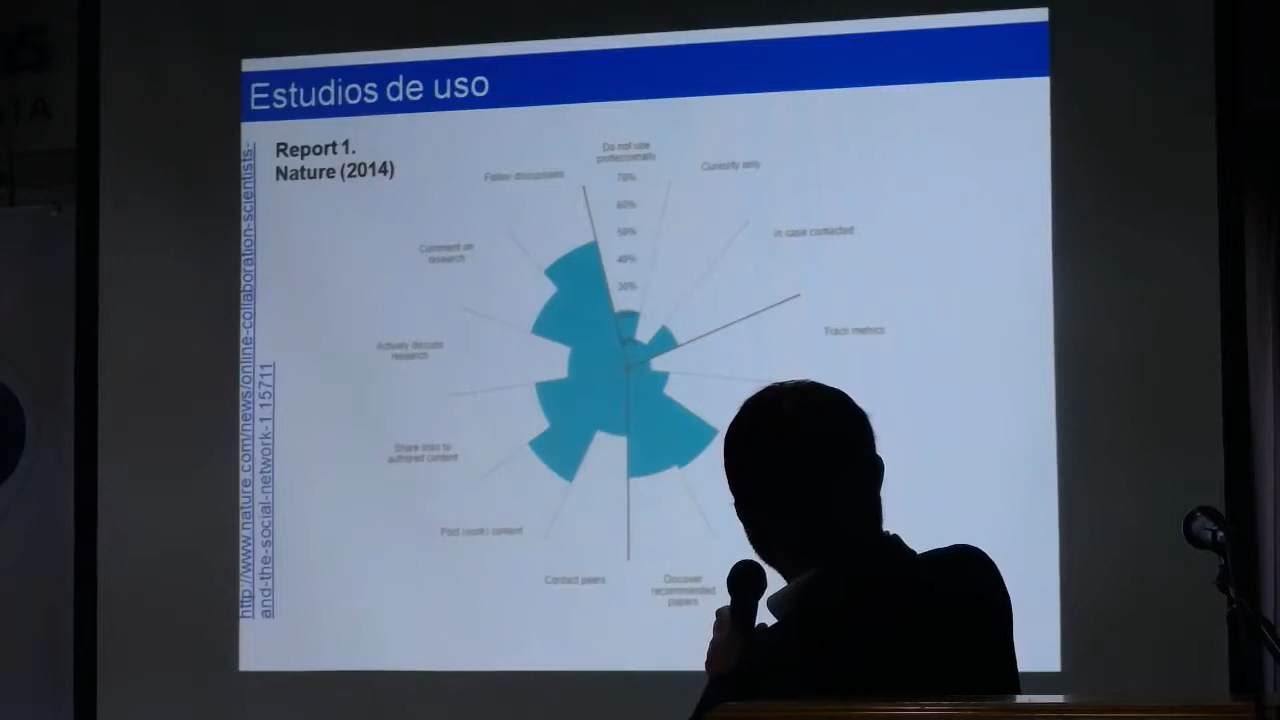 Estudios de uso
Report 1.
Nature (2014)
http://www.nature.com/news/online-collaboration-scientists-
and-the-social-network-1.15711
Do not use
professionally
Curiosity only
In case contacted
Track metrics
Discover
recommended
papers
Contact peers
Post (work) content
Share links to
authored content
Actively discuss
research
Comment on
research
Follow discussions
70%
60%
50%
40%
30%